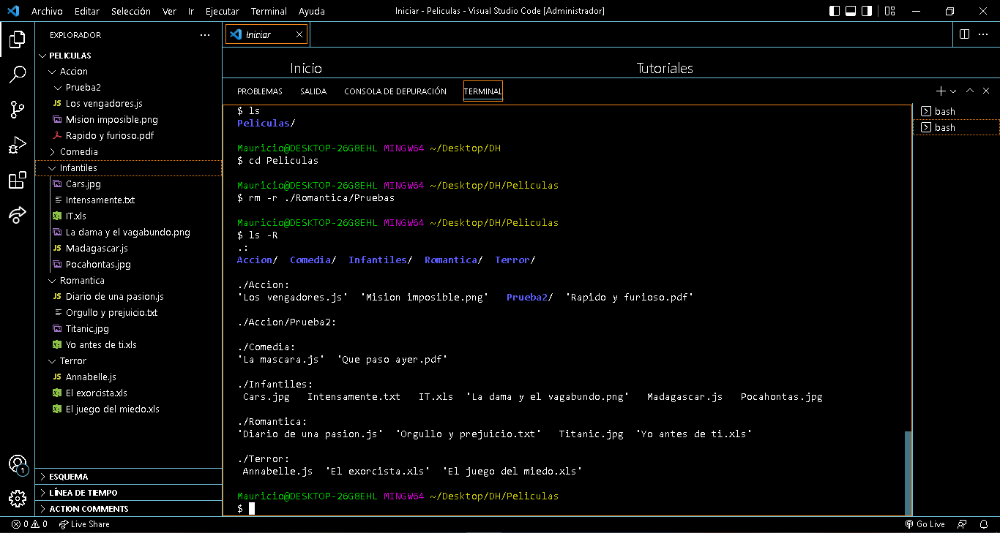 Archivo Editar Selección Ver Ir Ejecutar Terminal Ayuda
Iniciar - Peliculas - Visual Studio Code [Administrador]
EXPLORADOR
PELICULAS
Accion
Prueba2
Los vengadores.js
Mision imposible.png
Rapido y furioso.pdf
Comedia
Infantiles
Cars.jpg
Intensamente.txt
IT.xls
La dama y el vagabundo.png
Madagascar.js
Pocahontas.jpg
Romantica
Diario de una pasion.js
Orgullo y prejuicio.txt
Titanic.jpg
Yo antes de ti.xls
Terror
Annabelle.js
El exorcista.xls
El juego del miedo.xls
ESQUEMA
LÍNEA DE TIEMPO
ACTION COMMENTS
Iniciar
Inicio
Tutoriales
PROBLEMAS SALIDA CONSOLA DE DEPURACIÓN TERMINAL
$ ls
Peliculas/
Mauricio@DESKTOP-26G8EHL MINGW64 ~/Desktop/DH
$ cd Peliculas
Mauricio@DESKTOP-26G8EHL MINGW64 ~/Desktop/DH/Peliculas
$ rm -r ./Romantica/Pruebas
Mauricio@DESKTOP-26G8EHL MINGW64 ~/Desktop/DH/Peliculas
$ ls -R
.:
Accion/ Comedia/ Infantiles/ Romantica/ Terror/
./Accion:
'Los vengadores.js' 'Mision imposible.png' Prueba2/ 'Rapido y furioso.pdf'
./Accion/Prueba2:
./Comedia:
'La mascara.js' 'Que paso ayer.pdf'
./Infantiles:
Cars.jpg Intensamente.txt IT.xls 'La dama y el vagabundo.png' Madagascar.js Pocahontas.jpg
./Romantica:
'Diario de una pasion.js' 'Orgullo y prejuicio.txt' Titanic.jpg 'Yo antes de ti.xls'
./Terror:
Annabelle.js 'El exorcista.xls' 'El juego del miedo.xls'
Mauricio@DESKTOP-26G8EHL MINGW64 ~/Desktop/DH/Peliculas
$
bash
bash
1
0 0 Live Share
Go Live